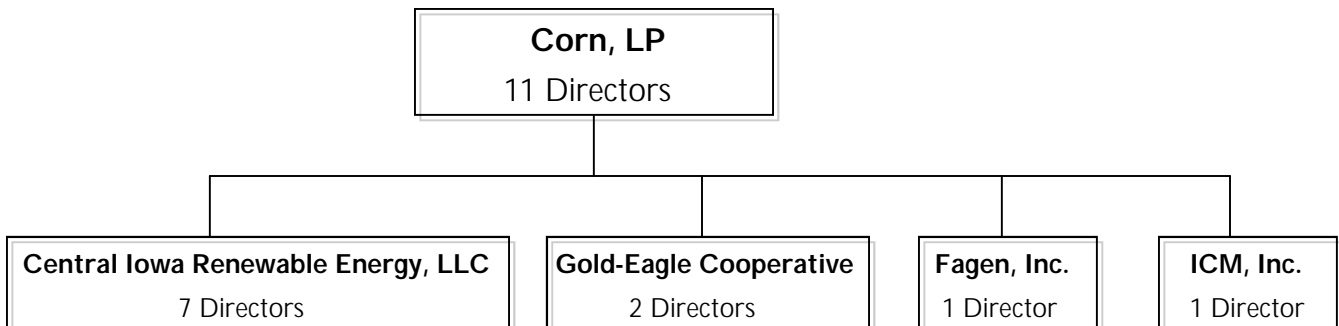 Corn, LP
11 Directors
Central Iowa Renewable Energy, LLC
7 Directors
Gold-Eagle Cooperative
2 Directors
Fagen, Inc.
1 Director
ICM, Inc.
1 Director